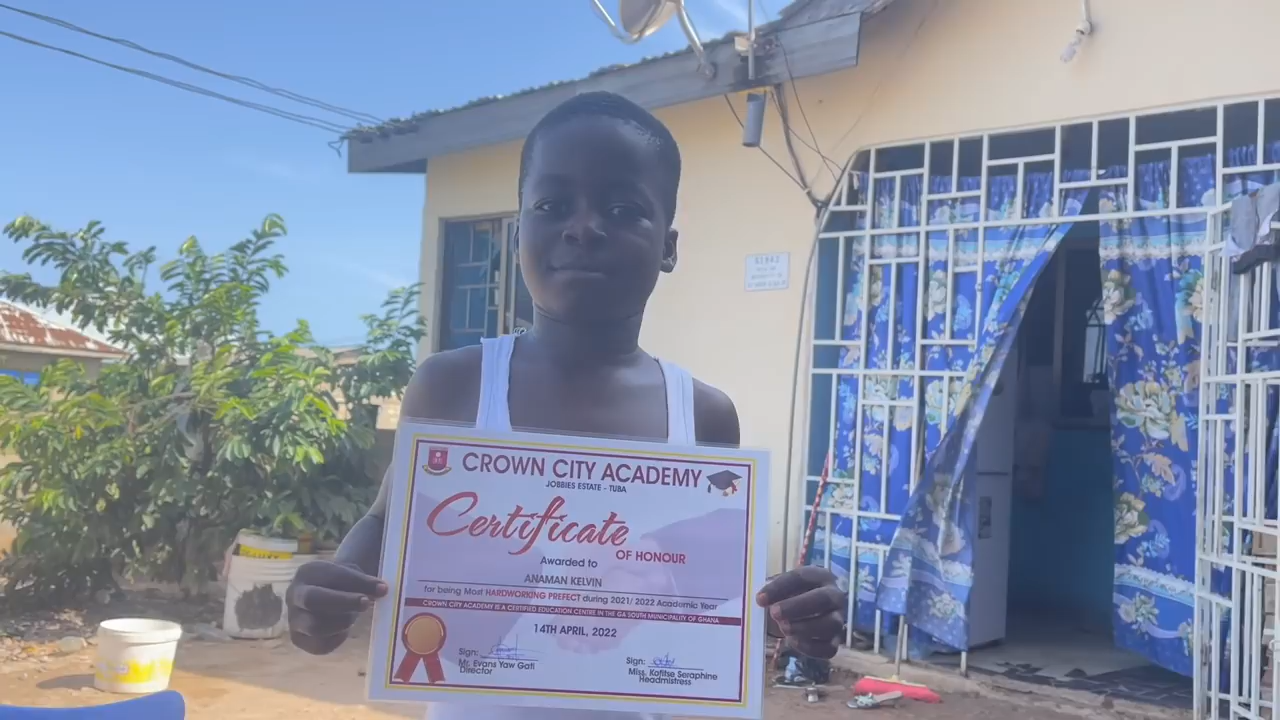 CROWN CITY ACADEMY
JOBBIES ESTATE - TUBA
Certificate
OF HONOUR
Awarded to
ANAMAN KELVIN
for being Most HARDWORKING PREFECT during 2021/ 2022 Academic Year
CROWN CITY ACADEMY IS A CERTIFIED EDUCATION CENTRE IN THE GA SOUTH MUNICIPALITY OF GHANA
14TH APRIL, 2022
Sign:
Mr. Evans Yaw Gati
Director
Sign:
Miss. Kafitse Seraphine
Headmistress